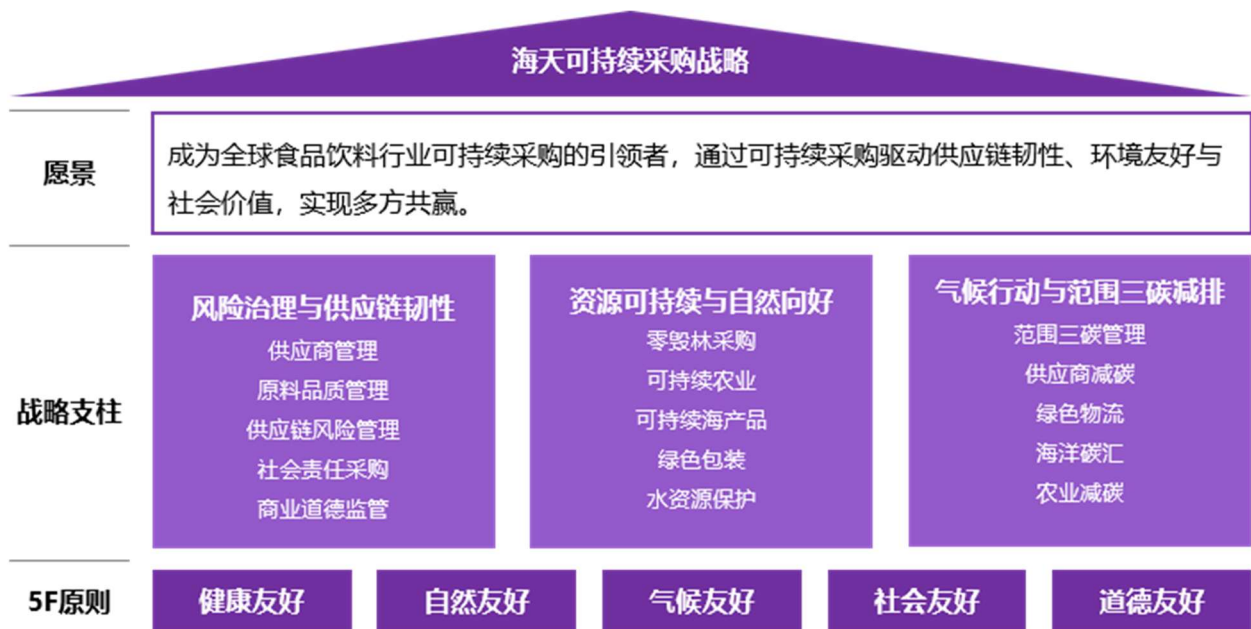 海天可持续采购战略
愿景
成为全球食品饮料行业可持续采购的引领者，通过可持续采购驱动供应链韧性、环境友好与
社会价值，实现多方共赢。
战略支柱
风险治理与供应链韧性
供应商管理
原料品质管理
供应链风险管理
社会责任采购
商业道德监管
资源可持续与自然向好
零毁林采购
可持续农业
可持续海产品
绿色包装
水资源保护
气候行动与范围三碳减排
范围三碳管理
供应商减碳
绿色物流
海洋碳汇
农业减碳
5F原则
健康友好
自然友好
气候友好
社会友好
道德友好